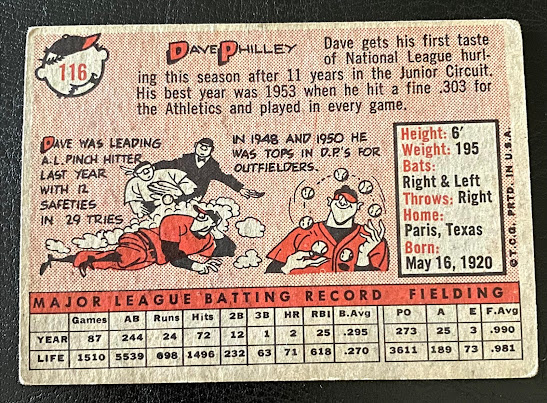 116
DAVE PHILLEY
Dave gets his first taste
of National League hurl-
ing this season after 11 years in the Junior Circuit.
His best year was 1953 when he hit a fine .303 for
the Athletics and played in every game.
DAVE WAS LEADING
A.L. PINCH HITTER
LAST YEAR
WITH 12
SAFETIES
IN 29 TRIES
IN 1948 AND 1950 HE
WAS TOPS IN D.P.'S FOR
OUTFIELDERS.
Height: 6'
Weight: 195
Bats:
Right & Left
Throws: Right
Home:
Paris, Texas
Born:
May 16, 1920
© T.C.G. PRTD. IN U.S.A.
MAJOR LEAGUE BATTING RECORD FIELDING
Games AB Runs Hits 2B 3B HR RBI B.Avg PO A E F.Avg
YEAR 87 244 24 72 12 1 2 25 .295 273 25 3 .990
LIFE 1510 5539 698 1496 232 63 71 618 .270 3611 189 73 .981